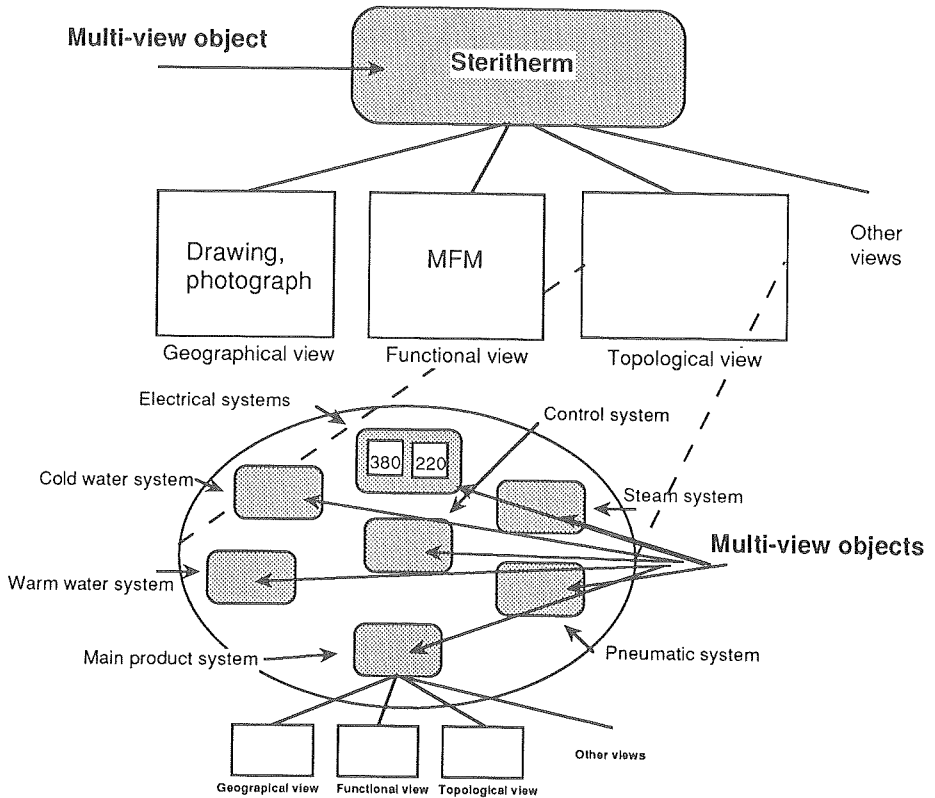 Multi-view object
Steritherm
Drawing,
photograph
MFM
Other
views
Geographical view
Functional view
Topological view
Electrical systems
Control system
380
220
Cold water system
Steam system
Multi-view objects
Warm water system
Main product system
Pneumatic system
Other views
Geograpical view
Functional view
Topological view